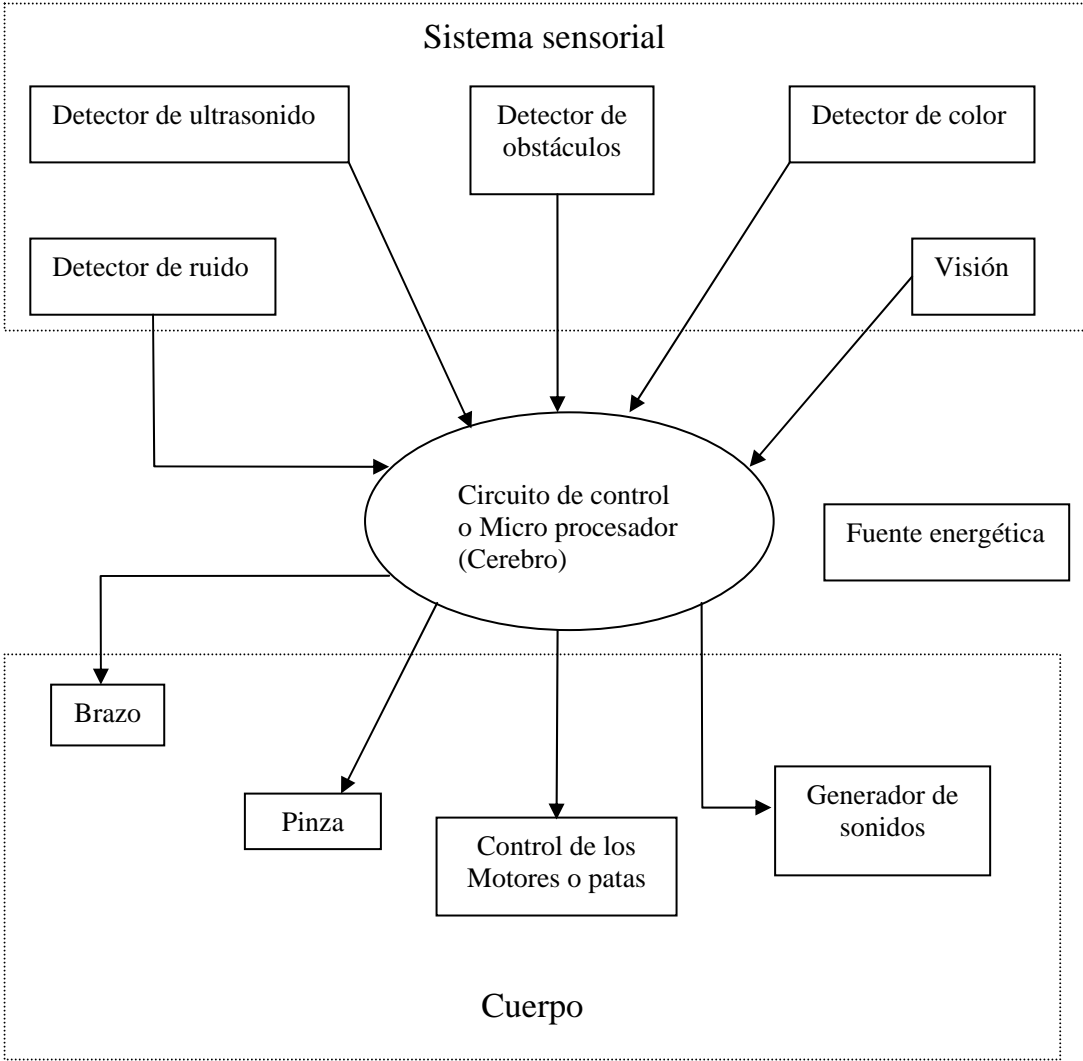 Sistema sensorial
Detector de ultrasonido
Detector de
obstáculos
Detector de color
Detector de ruido
Visión
Circuito de control
o Micro procesador
(Cerebro)
Fuente energética
Brazo
Pinza
Control de los
Motores o patas
Generador de
sonidos
Cuerpo